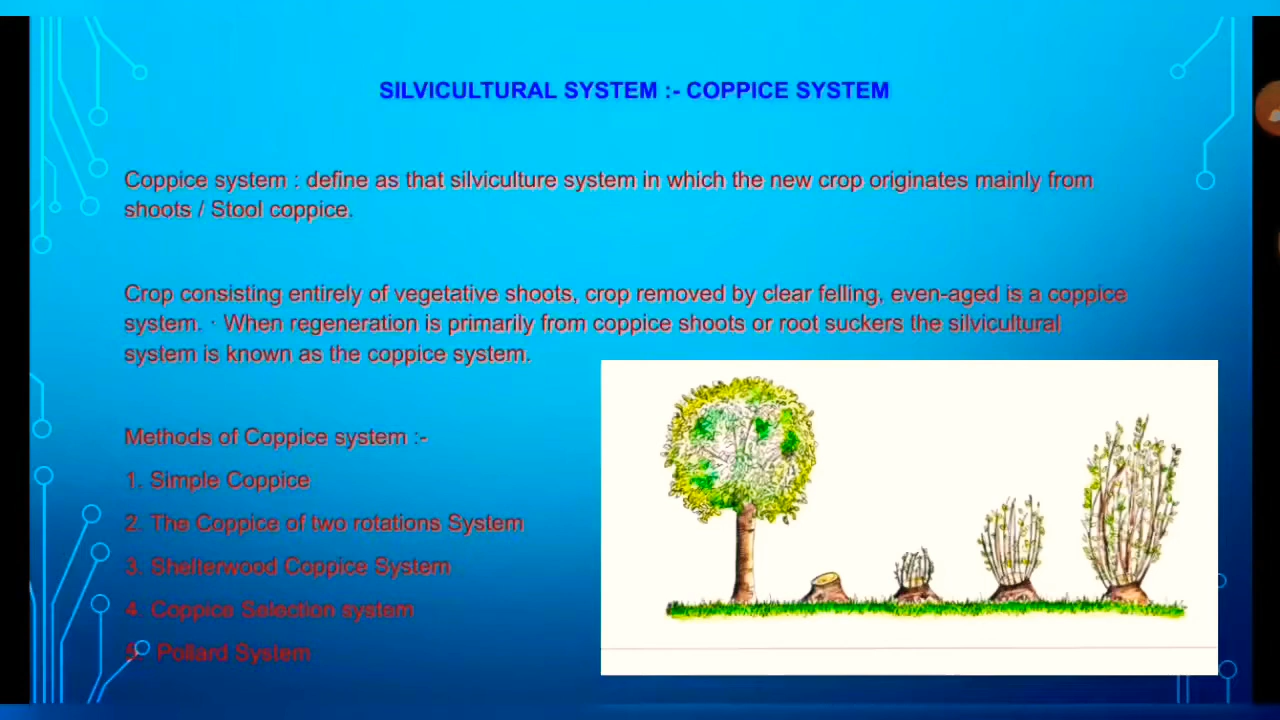 SILVICULTURAL SYSTEM :- COPPICE SYSTEM
Coppice system : define as that silviculture system in which the new crop originates mainly from
shoots / Stool coppice.
Crop consisting entirely of vegetative shoots, crop removed by clear felling, even-aged is a coppice
system. · When regeneration is primarily from coppice shoots or root suckers the silvicultural
system is known as the coppice system.
Methods of Coppice system :-
1. Simple Coppice
2. The Coppice of two rotations System
3. Shelterwood Coppice System
4. Coppice Selection system
5. Pollard System